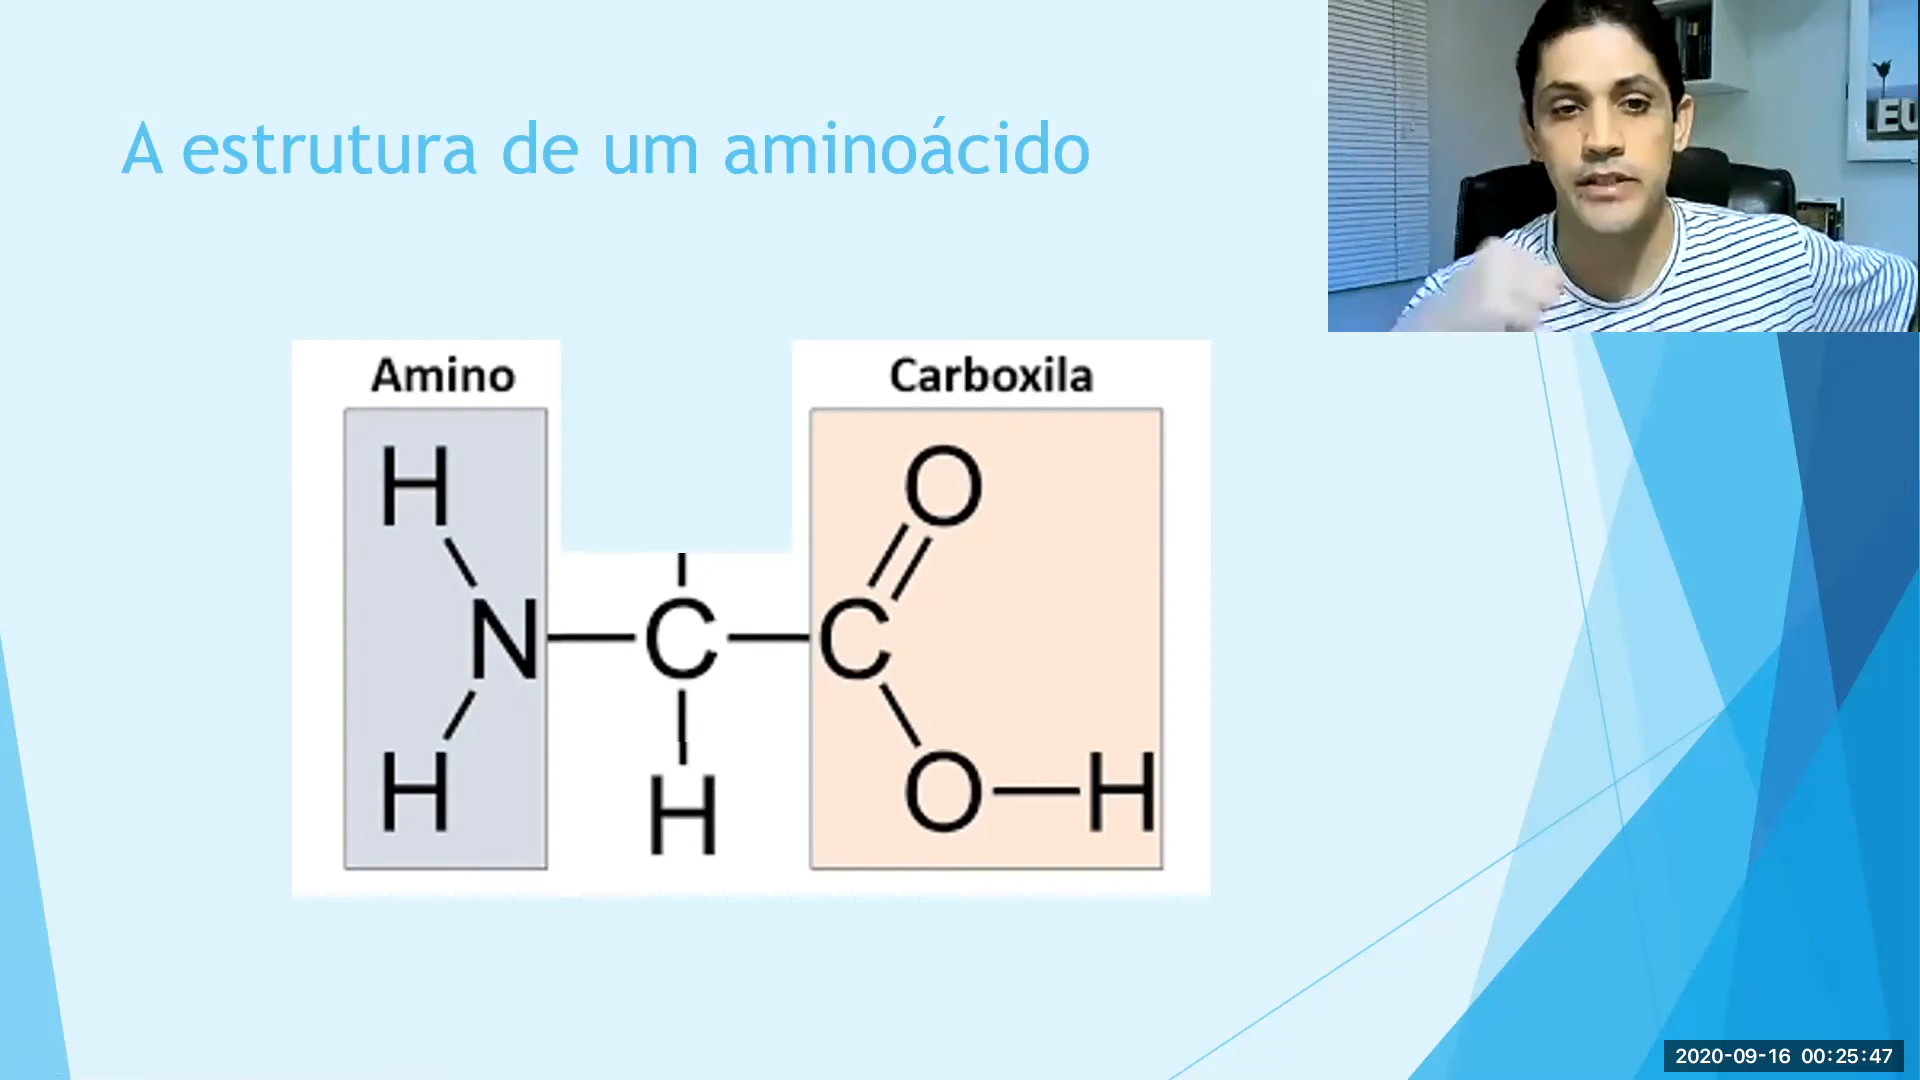 A estrutura de um aminoácido
EU
Amino
Carboxila
H
O
N
C
C
H
H
O
H
2020-09-16 00:25:47